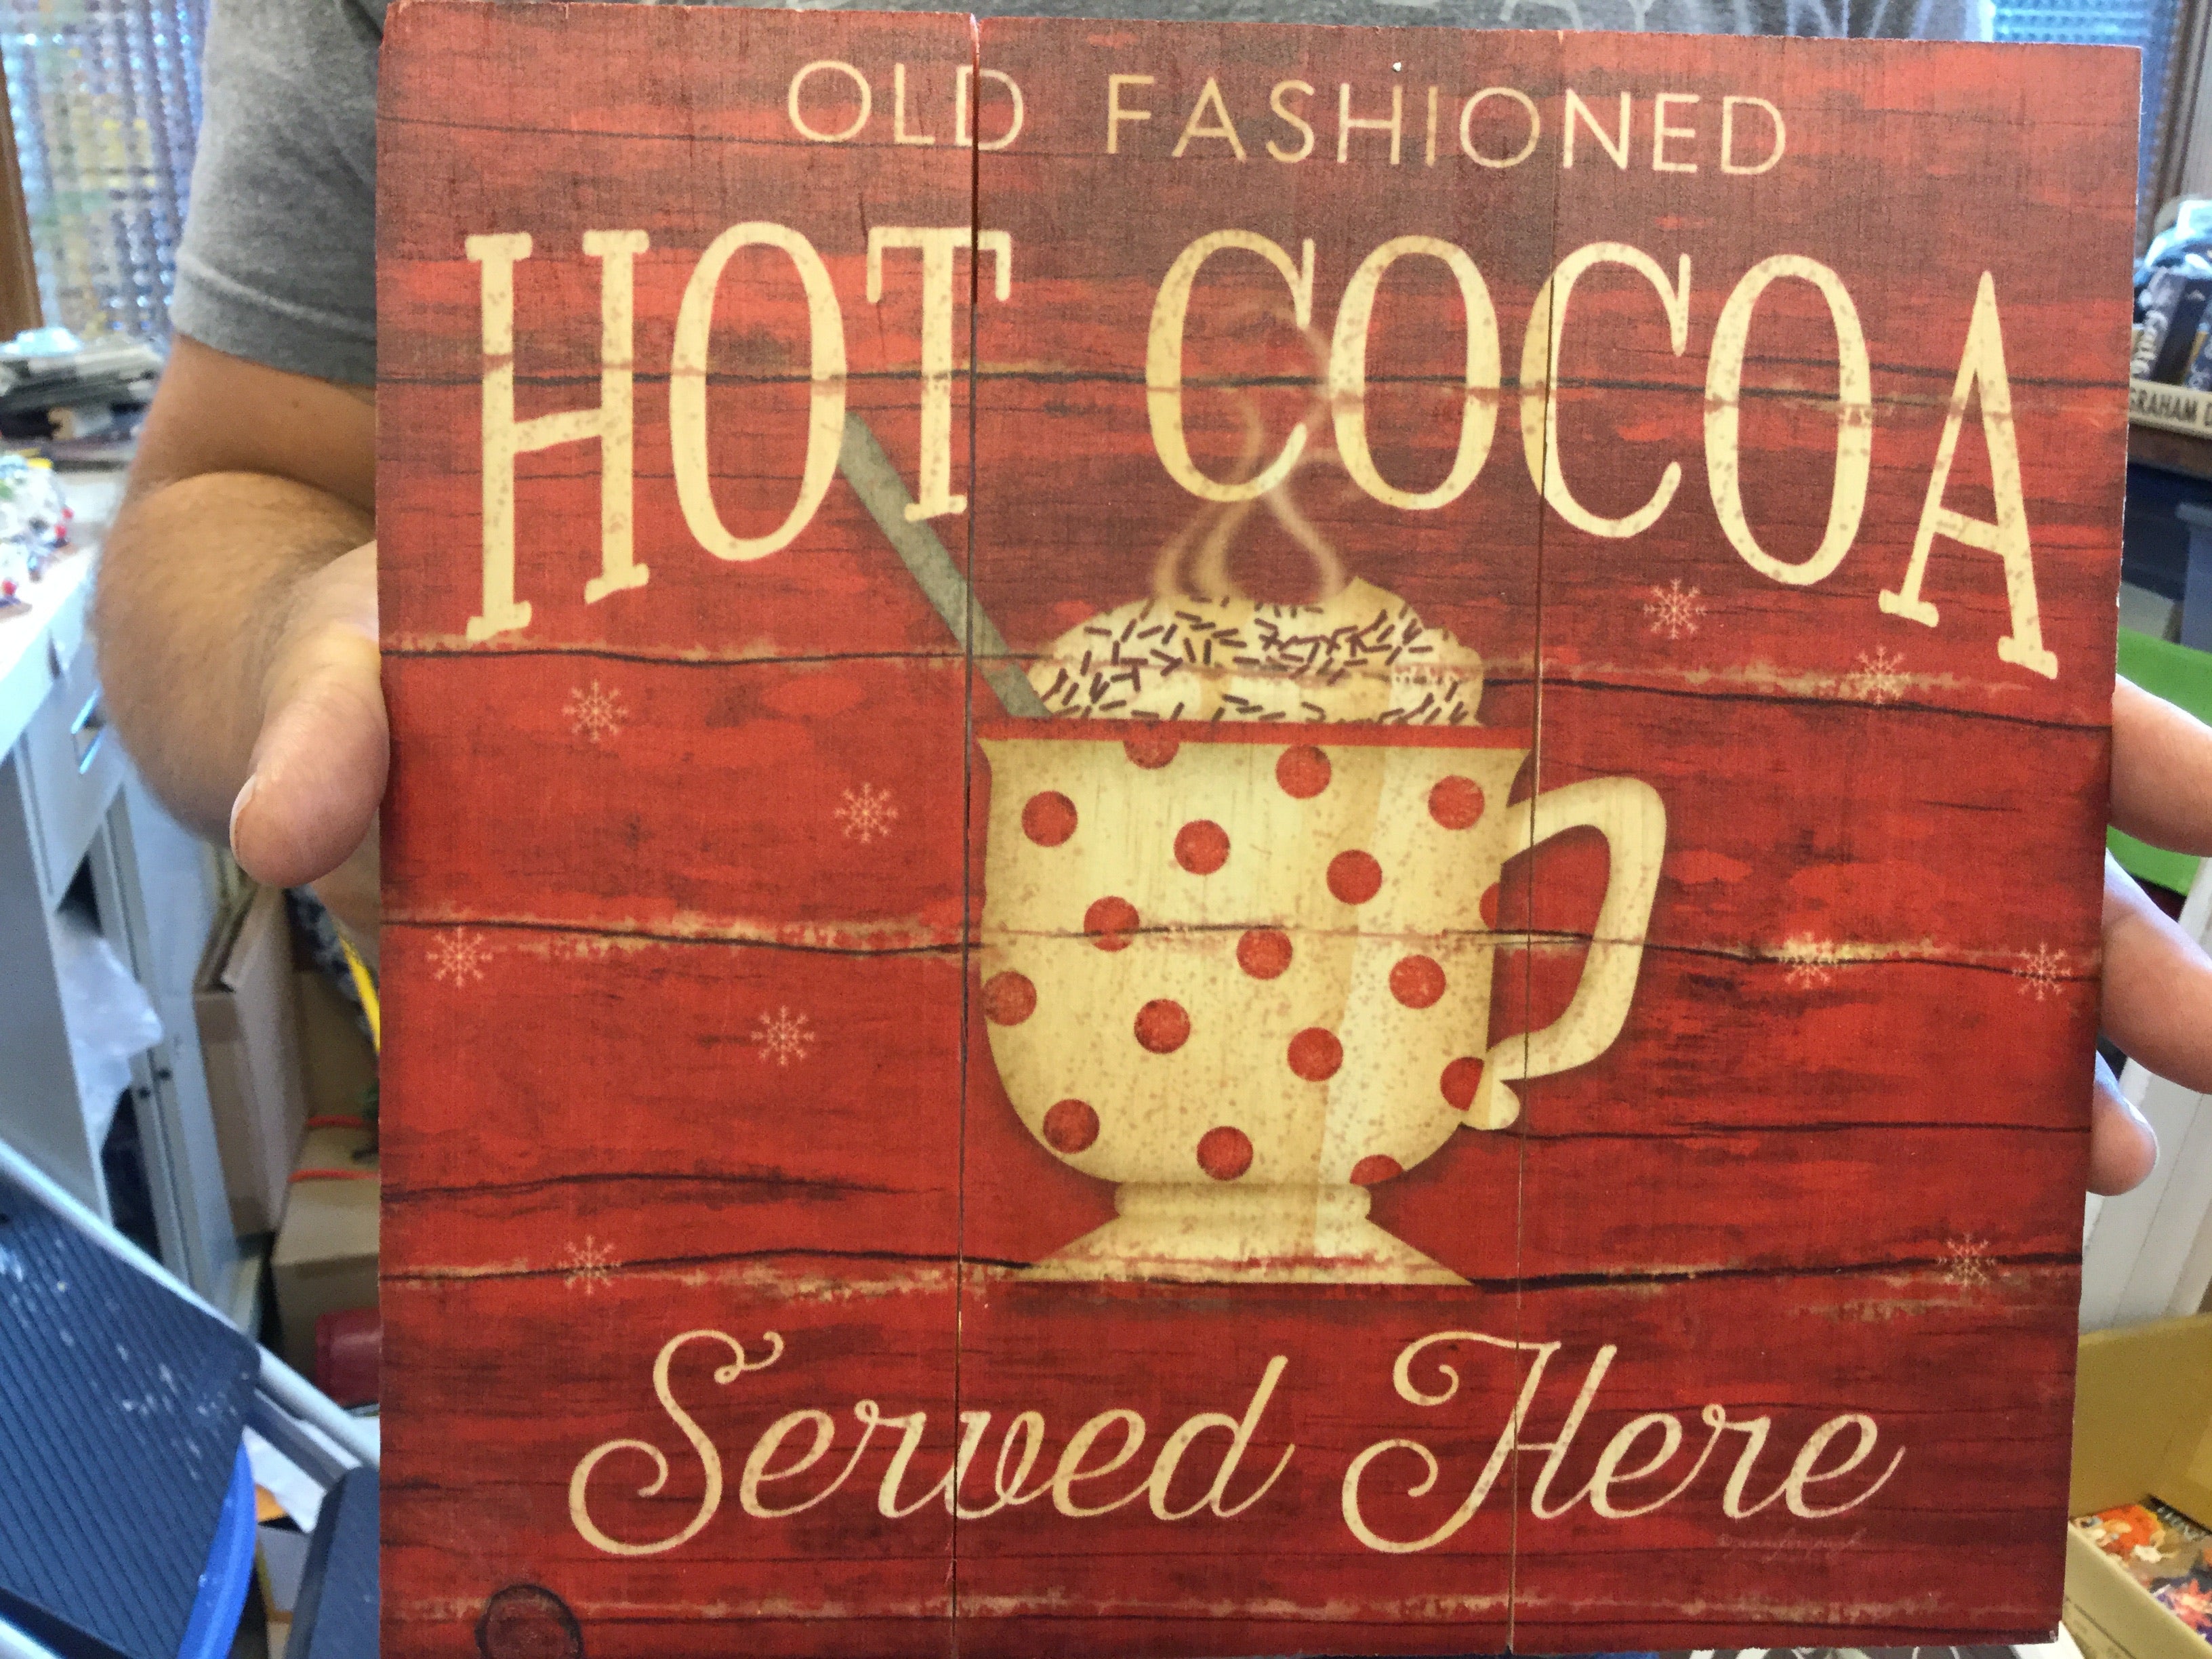 OLD FASHIONED
HOT COCOA
Served Here